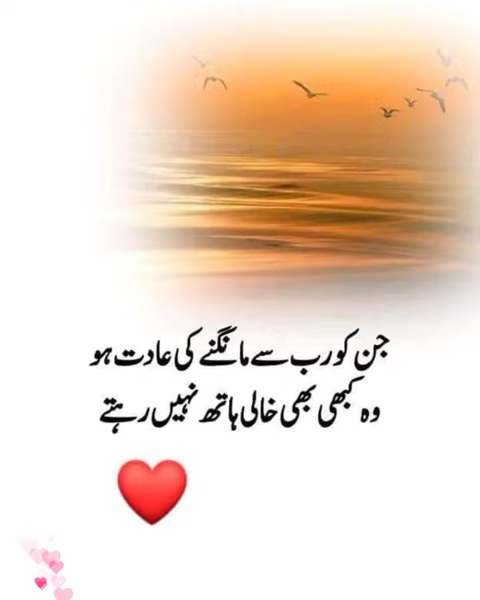 جن کو رب سے مانگنے کی عادت ہو
وہ کبھی بھی خالی ہاتھ نہیں رہتے